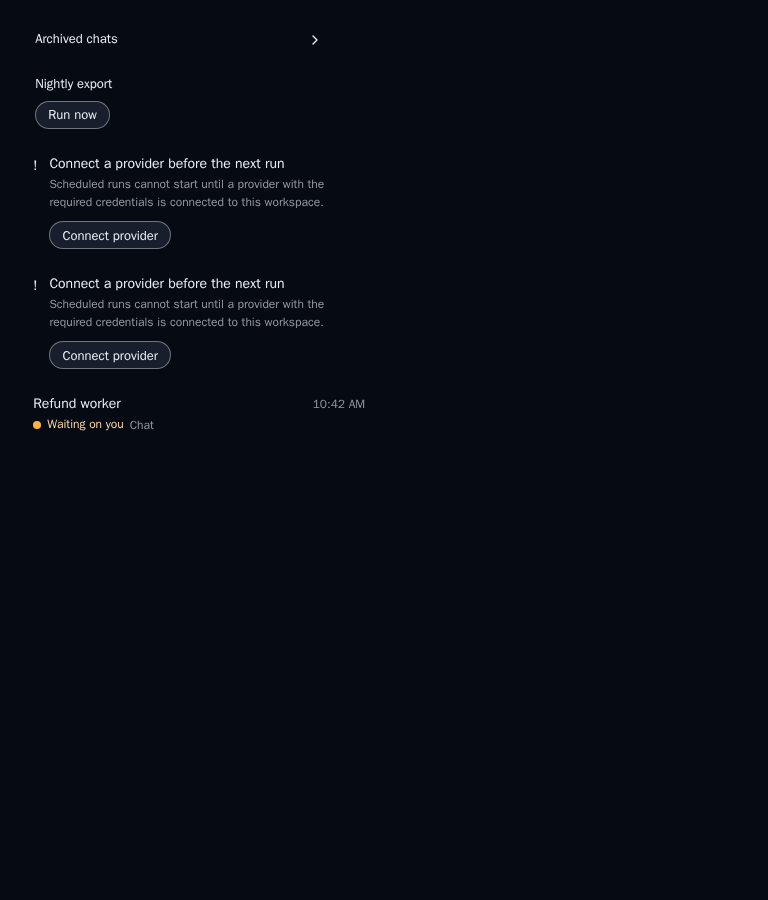 Archived chats
Nightly export
Run now
! Connect a provider before the next run
Scheduled runs cannot start until a provider with the
required credentials is connected to this workspace.
Connect provider
! Connect a provider before the next run
Scheduled runs cannot start until a provider with the
required credentials is connected to this workspace.
Connect provider
Refund worker 10:42 AM
Waiting on you Chat